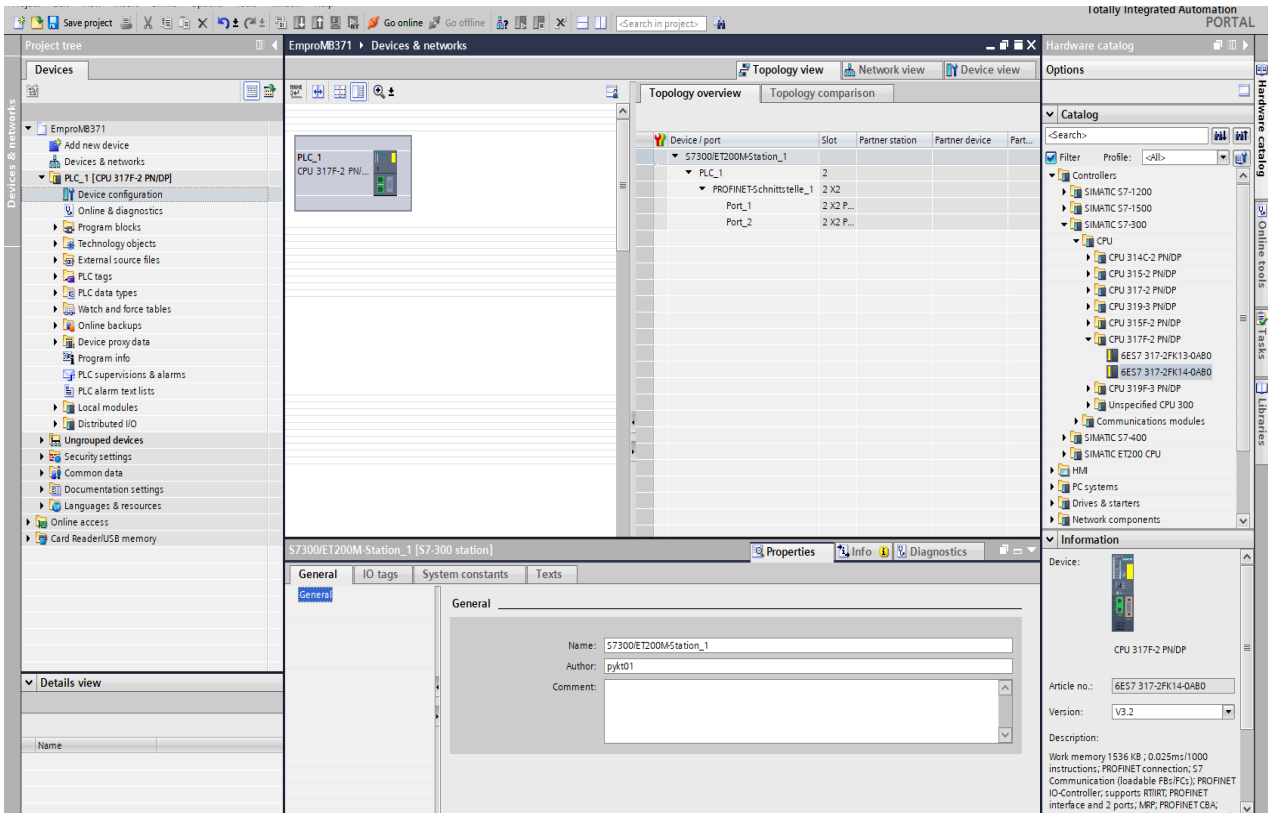 Totally Integrated Automation
PORTAL
Save project
Go online
Go offline
<Search in project>
Project tree
EmproMB371
Devices & networks
Hardware catalog
Devices
Topology view
Network view
Device view
Options
Devices & networks
Topology overview
Topology comparison
Catalog
<Search>
Filter
Profile:
<All>
EmproMB371
Add new device
Devices & networks
PLC_1 [CPU 317F-2 PN/DP]
Device configuration
Online & diagnostics
Program blocks
Technology objects
External source files
PLC tags
PLC data types
Watch and force tables
Online backups
Device proxy data
Program info
PLC supervisions & alarms
PLC alarm text lists
Local modules
Distributed I/O
Ungrouped devices
Security settings
Common data
Documentation settings
Languages & resources
Online access
Card Reader/USB memory
PLC_1
CPU 317F-2 PN/...
Device / port
Slot
Partner station
Partner device
Part...
S7300/ET200M-Station_1
PLC_1
2
PROFINET-Schnittstelle_1
2 X2
Port_1
2 X2 P...
Port_2
2 X2 P...
Controllers
SIMATIC S7-1200
SIMATIC S7-1500
SIMATIC S7-300
CPU
CPU 314C-2 PN/DP
CPU 315-2 PN/DP
CPU 317-2 PN/DP
CPU 319-3 PN/DP
CPU 315F-2 PN/DP
CPU 317F-2 PN/DP
6ES7 317-2FK13-0AB0
6ES7 317-2FK14-0AB0
CPU 319F-3 PN/DP
Unspecified CPU 300
Communications modules
SIMATIC S7-400
SIMATIC ET200 CPU
HMI
PC systems
Drives & starters
Network components
Hardware catalog
Online tools
Tasks
Libraries
S7300/ET200M-Station_1 [S7-300 station]
Properties
Info
Diagnostics
General
IO tags
System constants
Texts
General
General
Name:
S7300/ET200M-Station_1
Author:
pykt01
Comment:
Details view
Name
Information
Device:
CPU 317F-2 PN/DP
Article no.:
6ES7 317-2FK14-0AB0
Version:
V3.2
Description:
Work memory 1536 KB ; 0.025ms/1000
instructions; PROFINET connection; S7
Communication (loadable FBs/FCs); PROFINET
IO-Controller; supports RT/IRT; PROFINET
interface and 2 ports; MRP; PROFINET CBA;